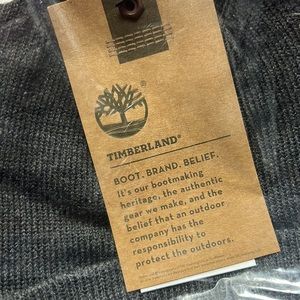 TIMBERLAND®
BOOT. BRAND. BELIEF.
It's our bootmaking
heritage, the authentic
gear we make, and the
belief that an outdoor
company has the
responsibility to
protect the outdoors.